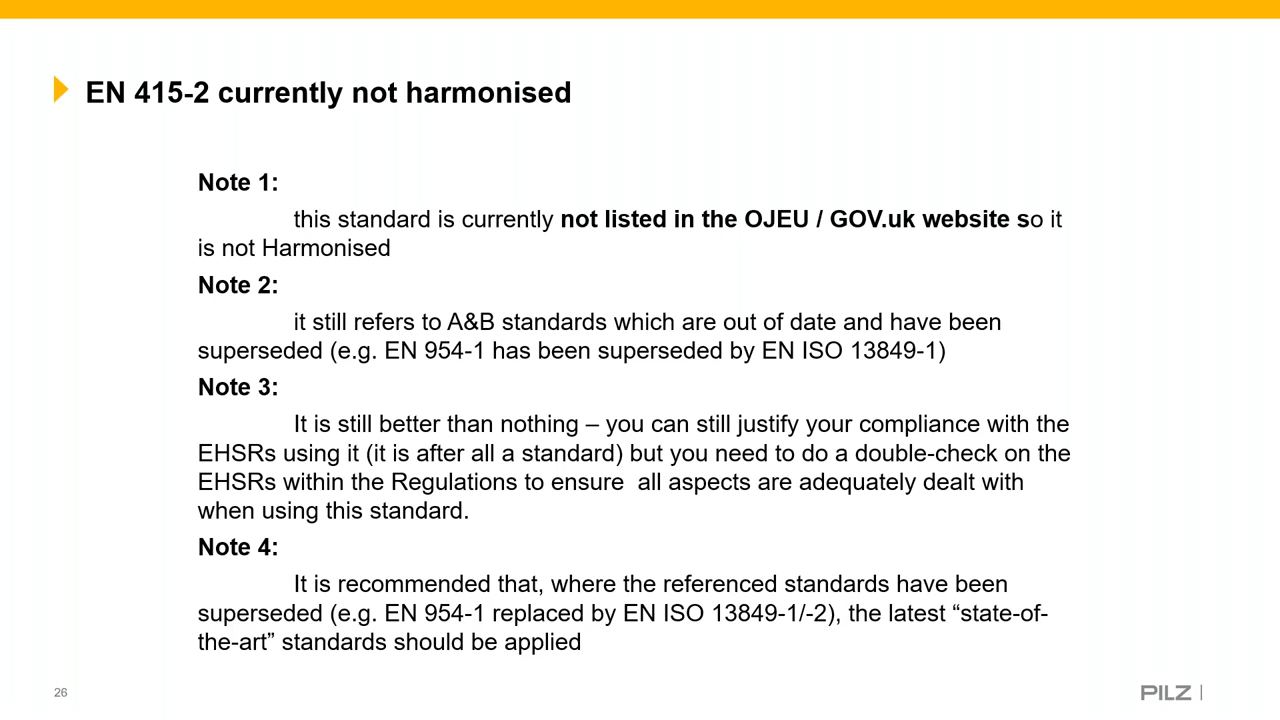 EN 415-2 currently not harmonised
Note 1:
this standard is currently not listed in the OJEU / GOV.uk website so it
is not Harmonised
Note 2:
it still refers to A&B standards which are out of date and have been
superseded (e.g. EN 954-1 has been superseded by EN ISO 13849-1)
Note 3:
It is still better than nothing – you can still justify your compliance with the
EHSRs using it (it is after all a standard) but you need to do a double-check on the
EHSRs within the Regulations to ensure  all aspects are adequately dealt with
when using this standard.
Note 4:
It is recommended that, where the referenced standards have been
superseded (e.g. EN 954-1 replaced by EN ISO 13849-1/-2), the latest “state-of-
the-art” standards should be applied
26
PILZ